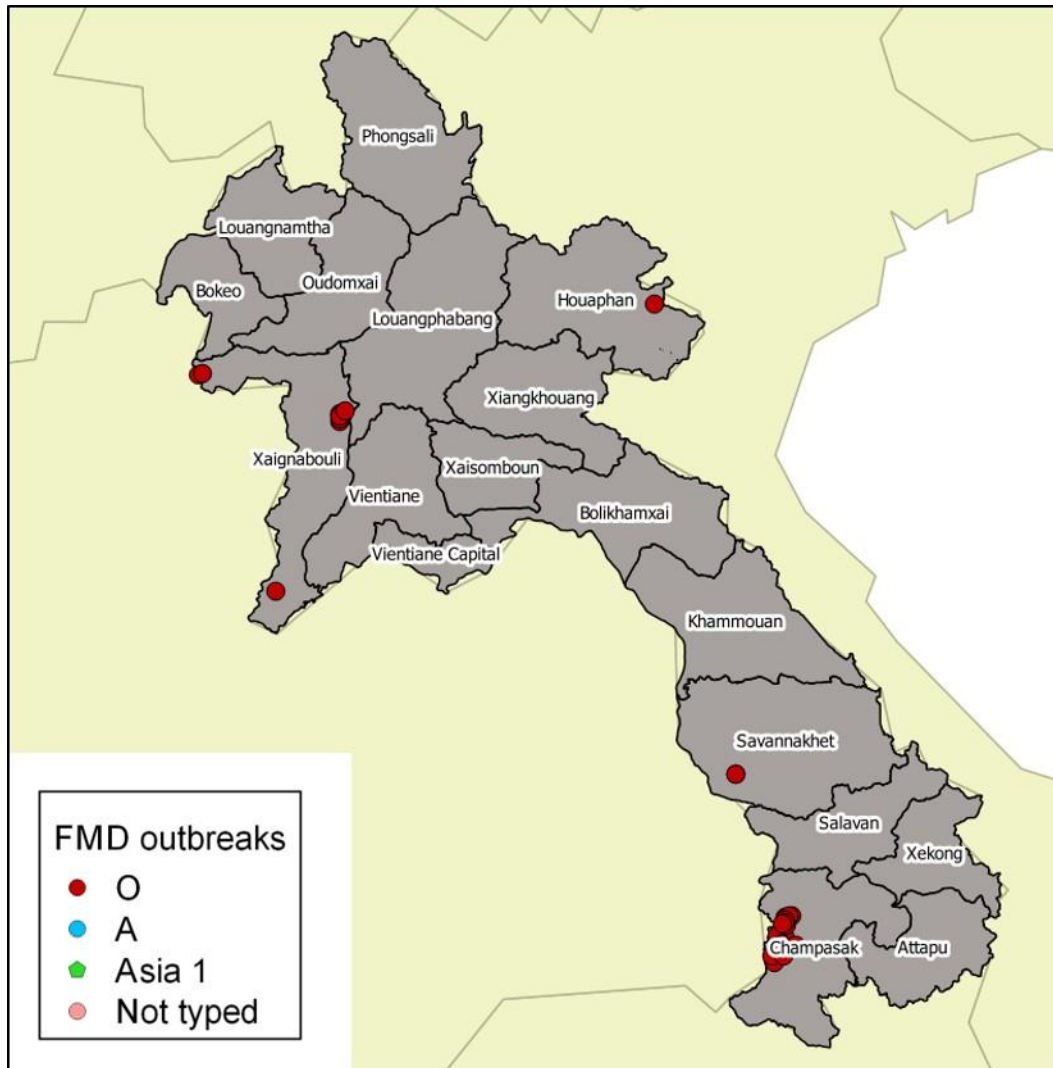 Phongsali
Louangnamtha
Oudomxai
Bokeo
Houaphan
Louangphabang
Xiangkhouang
Xaignabouli
Xaisomboun
Vientiane
Bolikhamxai
Vientiane Capital
Khammouan
Savannakhet
Salavan
Xekong
Champasak
Attapu
FMD outbreaks
O
A
Asia 1
Not typed